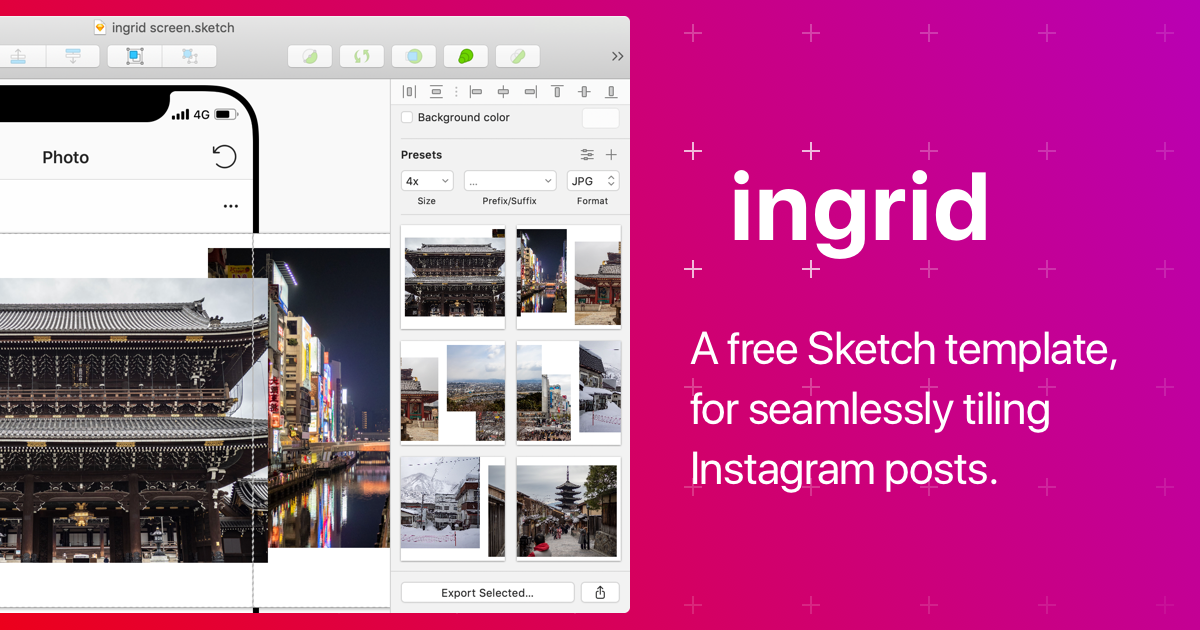 ingrid screen.sketch
4G
Photo
Background color
Presets
4x
...
JPG
Size
Prefix/Suffix
Format
Export Selected...
ingrid
A free Sketch template,
for seamlessly tiling
Instagram posts.